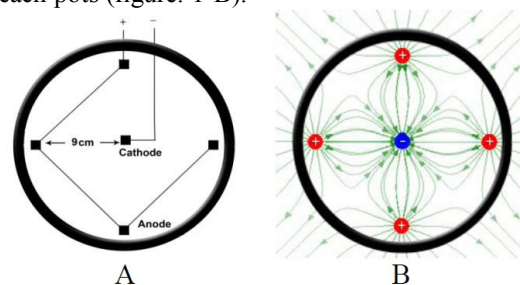 each pots (figure. 1-B).
+ −
9cm
Cathode
Anode
+
+ − +
+
A B